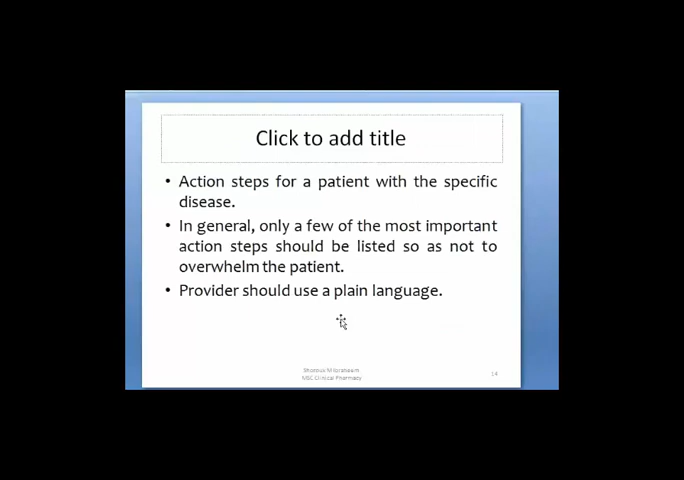 Click to add title
• Action steps for a patient with the specific
disease.
• In general, only a few of the most important
action steps should be listed so as not to
overwhelm the patient.
• Provider should use a plain language.
MSC Clinical Pharmacy
14